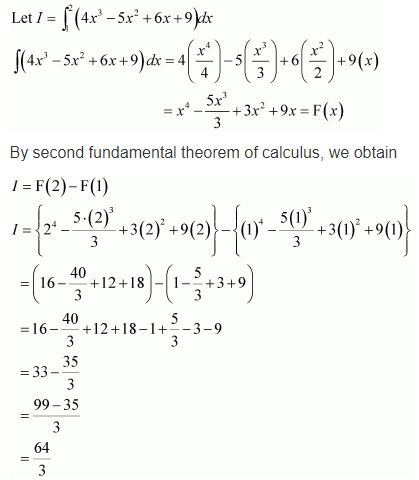 Let I = ∫₁² (4x³ − 5x² + 6x + 9)dx
∫(4x³ − 5x² + 6x + 9)dx = 4(x⁴/4) − 5(x³/3) + 6(x²/2) + 9(x)
= x⁴ − 5x³/3 + 3x² + 9x = F(x)
By second fundamental theorem of calculus, we obtain
I = F(2) − F(1)
I = {2⁴ − 5·(2)³/3 + 3(2)² + 9(2)} − {(1)⁴ − 5(1)³/3 + 3(1)² + 9(1)}
= (16 − 40/3 + 12 + 18) − (1 − 5/3 + 3 + 9)
= 16 − 40/3 + 12 + 18 − 1 + 5/3 − 3 − 9
= 33 − 35/3
= (99 − 35)/3
= 64/3